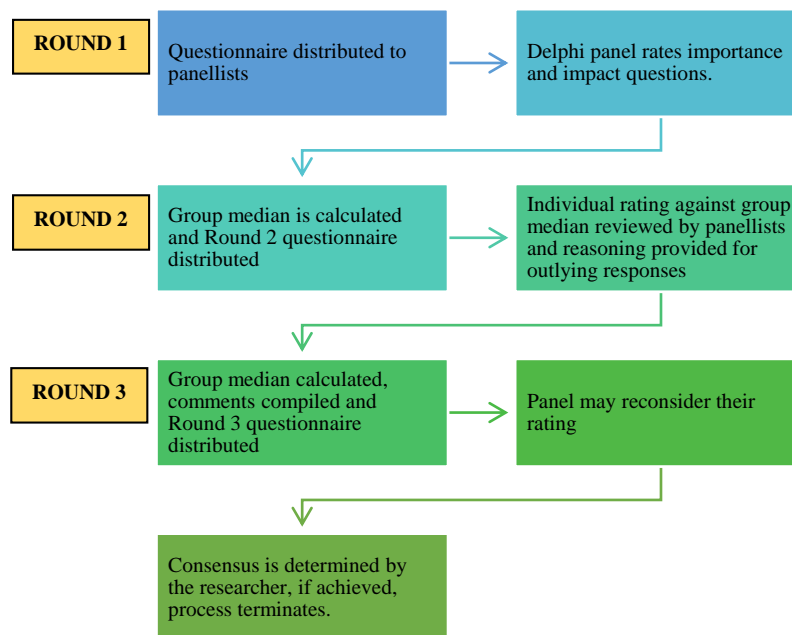 ROUND 1
Questionnaire distributed to
panellists
Delphi panel rates importance
and impact questions.
ROUND 2
Group median is calculated
and Round 2 questionnaire
distributed
Individual rating against group
median reviewed by panellists
and reasoning provided for
outlying responses
ROUND 3
Group median calculated,
comments compiled and
Round 3 questionnaire
distributed
Panel may reconsider their
rating
Consensus is determined by
the researcher, if achieved,
process terminates.